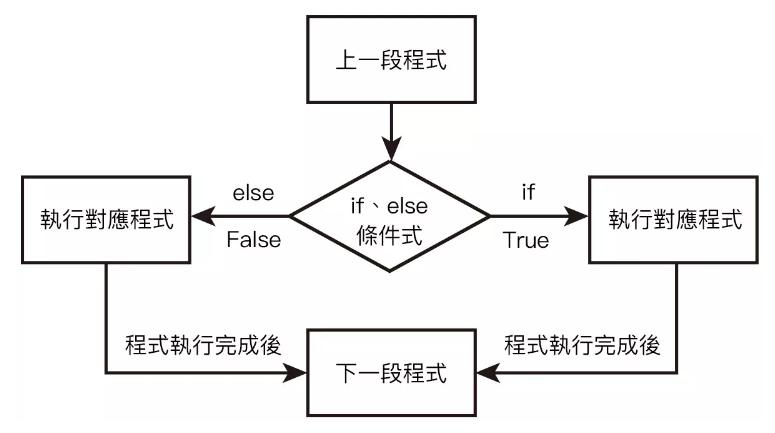 上一段程式
else
if
執行對應程式
if、else
條件式
執行對應程式
False
True
程式執行完成後
程式執行完成後
下一段程式